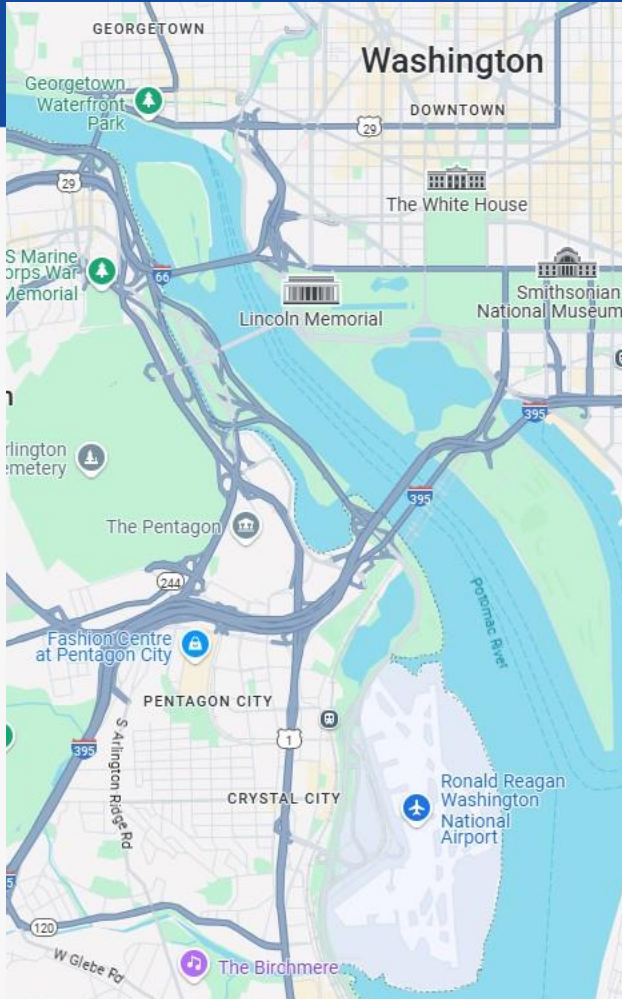 GEORGETOWN
Washington
Georgetown
Waterfront
Park
DOWNTOWN
29
29
The White House
S Marine
orps War
Memorial
66
Lincoln Memorial
Smithsonian
National Museum
395
n
rlington
emetery
395
The Pentagon
244
Potomac River
Fashion Centre
at Pentagon City
PENTAGON CITY
1
395
S Arlington Ridge Rd
CRYSTAL CITY
Ronald Reagan
Washington
National
Airport
5
120
W Glebe Rd
The Birchmere